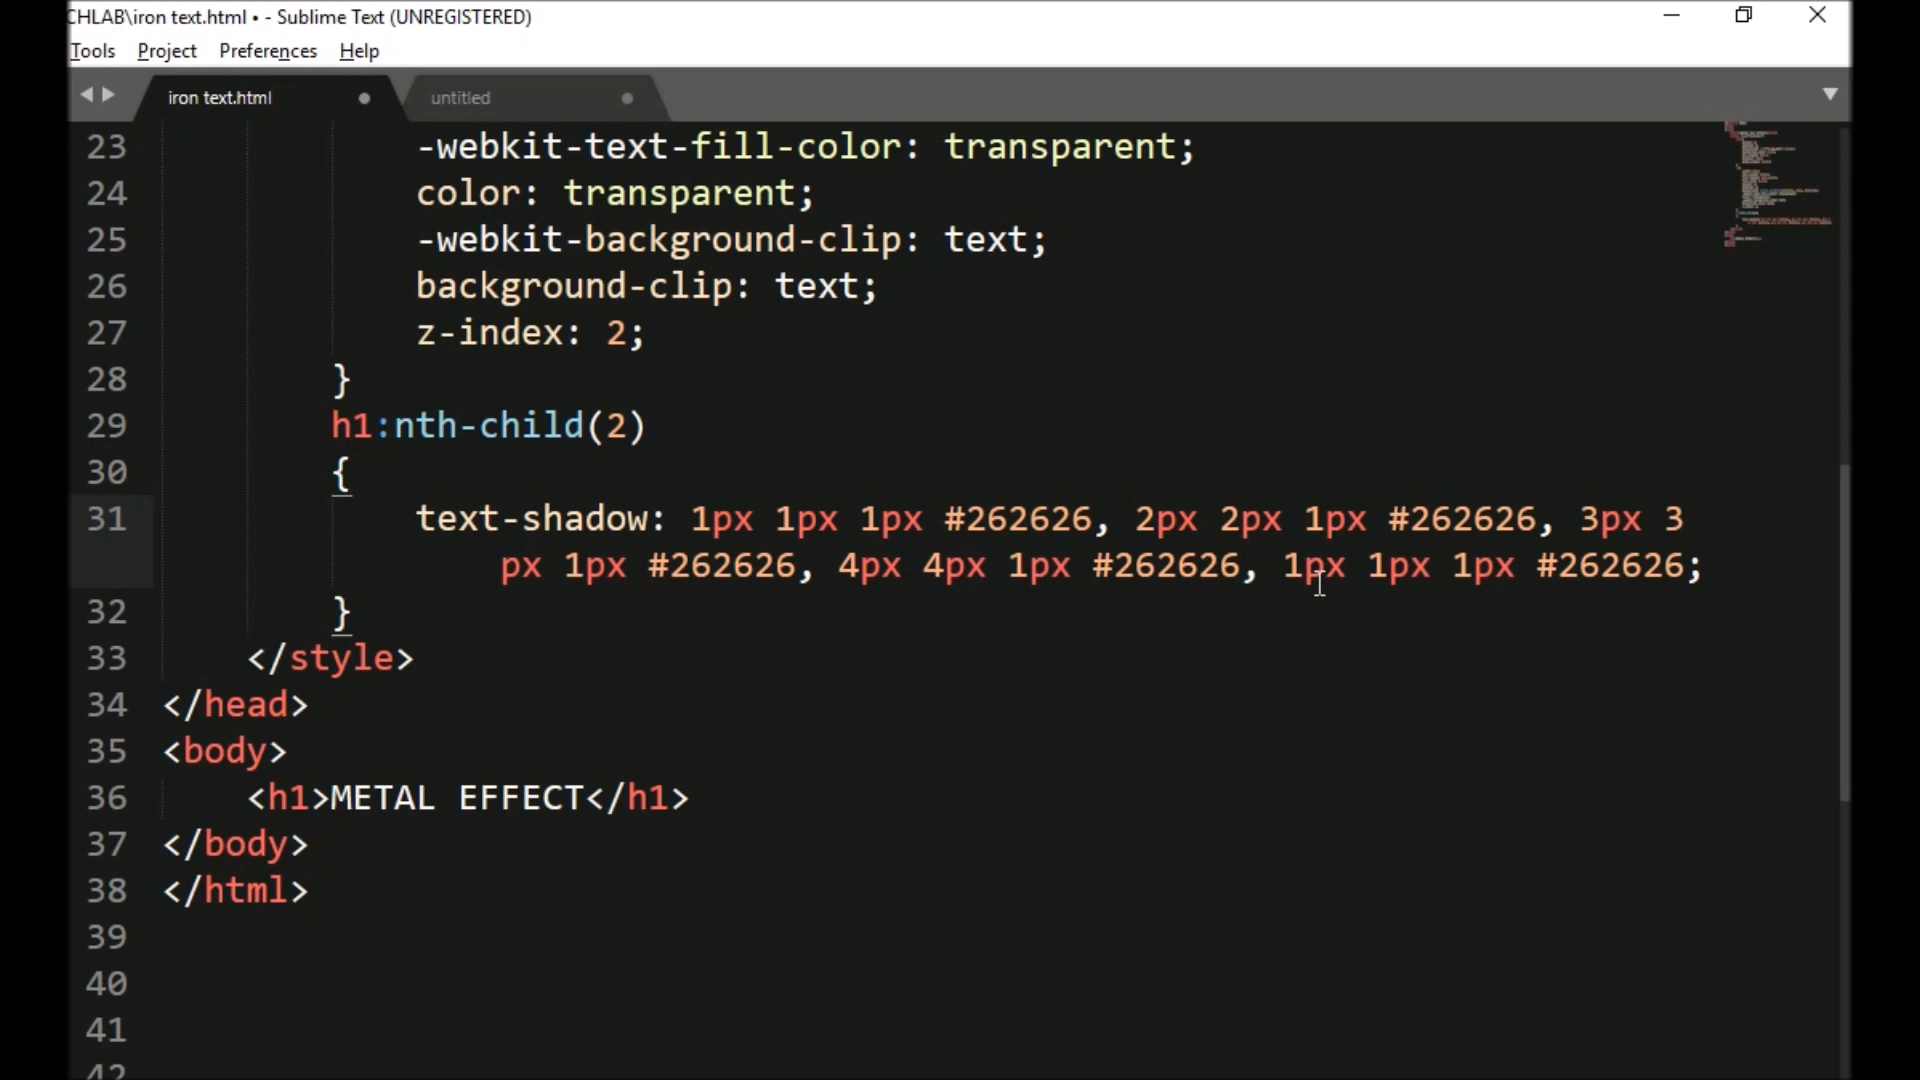 CHLAB\iron text.html • - Sublime Text (UNREGISTERED)
Tools Project Preferences Help
iron text.html untitled
23 -webkit-text-fill-color: transparent;
24 color: transparent;
25 -webkit-background-clip: text;
26 background-clip: text;
27 z-index: 2;
28 }
29 h1:nth-child(2)
30 {
31 text-shadow: 1px 1px 1px #262626, 2px 2px 1px #262626, 3px 3
px 1px #262626, 4px 4px 1px #262626, 1px 1px 1px #262626;
32 }
33 </style>
34 </head>
35 <body>
36 <h1>METAL EFFECT</h1>
37 </body>
38 </html>
39
40
41
42